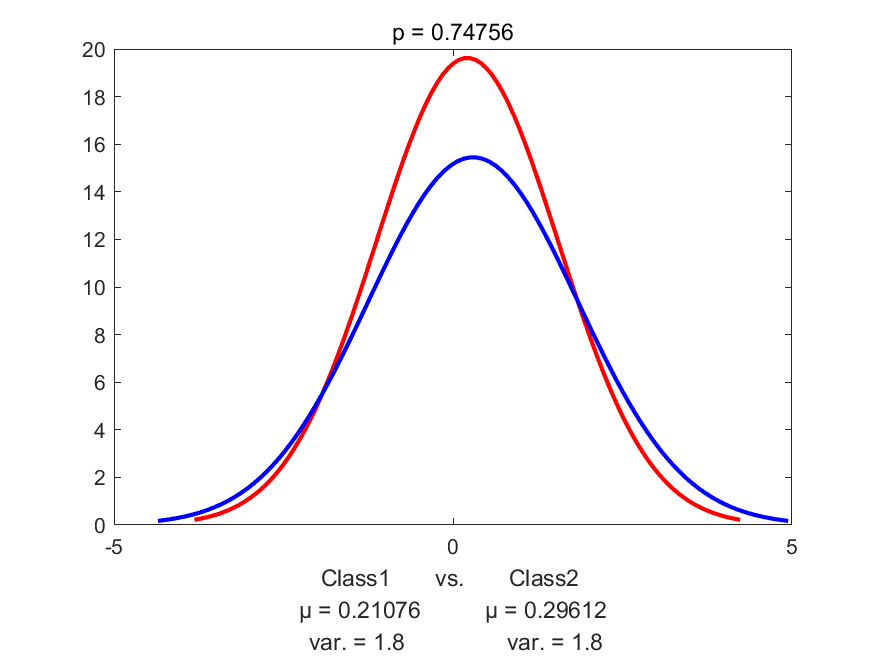 p = 0.74756
20
18
16
14
12
10
8
6
4
2
0
-5 0 5
Class1 vs. Class2
μ = 0.21076 μ = 0.29612
var. = 1.8 var. = 1.8